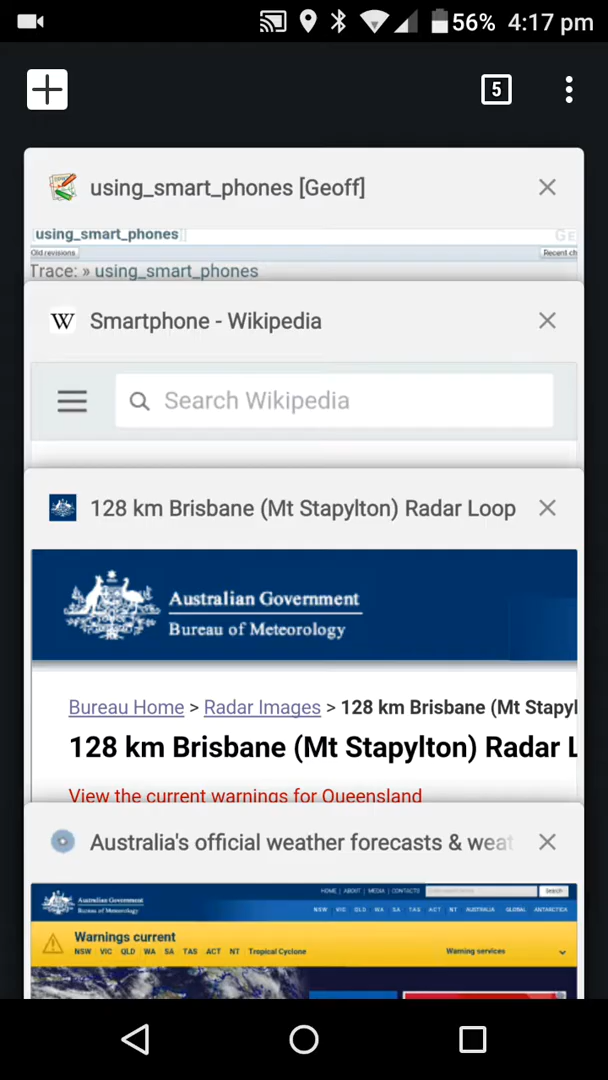 56% 4:17 pm
5
using_smart_phones [Geoff]
[using_smart_phones]]
GE
Old revisions
Recent ch
Trace: » using_smart_phones
W Smartphone - Wikipedia
Search Wikipedia
128 km Brisbane (Mt Stapylton) Radar Loop
Australian Government
Bureau of Meteorology
Bureau Home > Radar Images > 128 km Brisbane (Mt Stapyl
128 km Brisbane (Mt Stapylton) Radar L
View the current warnings for Queensland
Australia's official weather forecasts & weat
HOME | ABOUT | MEDIA | CONTACTS
Search
Australian Government
Bureau of Meteorology
NSW VIC QLD WA SA TAS ACT NT AUSTRALIA GLOBAL ANTARCTICA
Warnings current
NSW VIC QLD WA SA TAS ACT NT Tropical Cyclone
Warning services